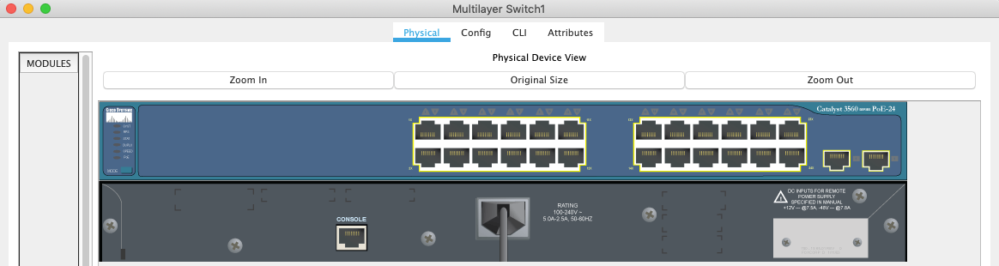 Multilayer Switch1
Physical Config CLI Attributes
MODULES
Physical Device View
Zoom In Original Size Zoom Out
CISCO SYSTEMS
Catalyst 3560 SERIES PoE-24
SYST
RPS
STAT
DUPLX
SPEED
POE
MODE
CONSOLE
RATING
100-240V ~
5.0A-2.5A, 50-60HZ
DC INPUTS FOR REMOTE
POWER SUPPLY
SPECIFIED IN MANUAL
+12V --- @7.5A, -48V --- @7.8A